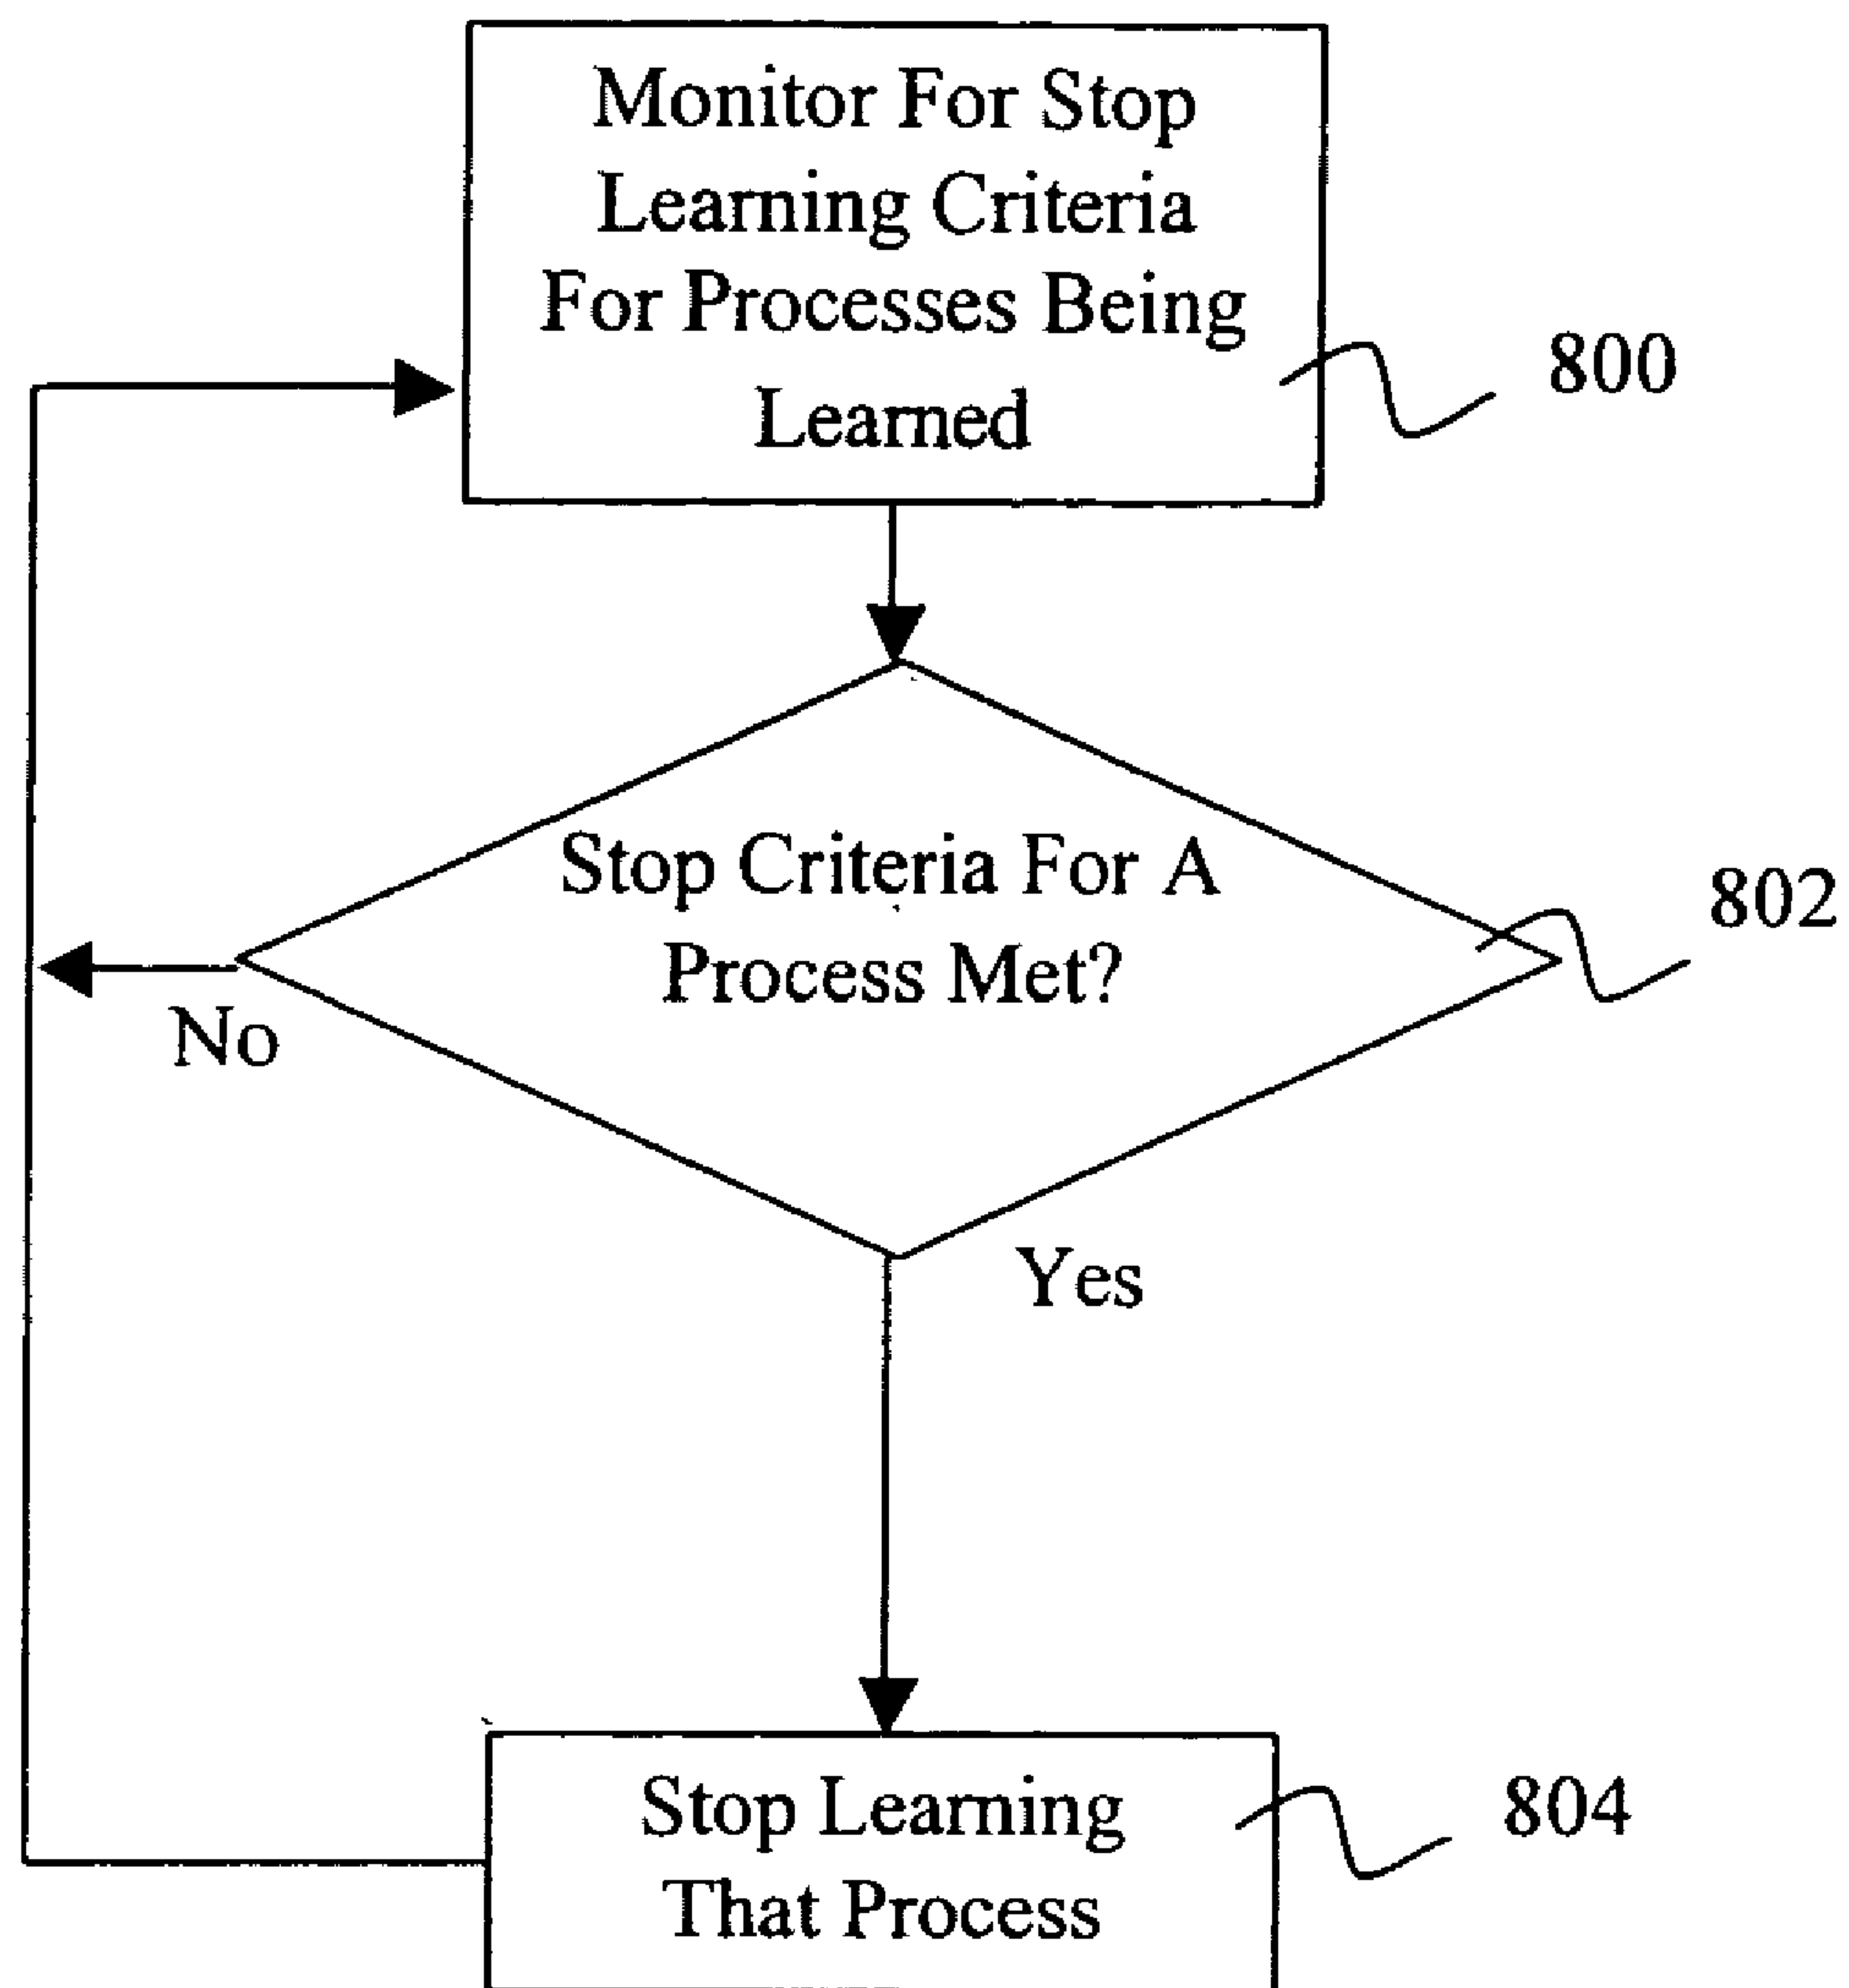 Monitor For Stop
Learning Criteria
For Processes Being
Learned
800
Stop Criteria For A
Process Met?
802
No
Yes
Stop Learning
That Process
804